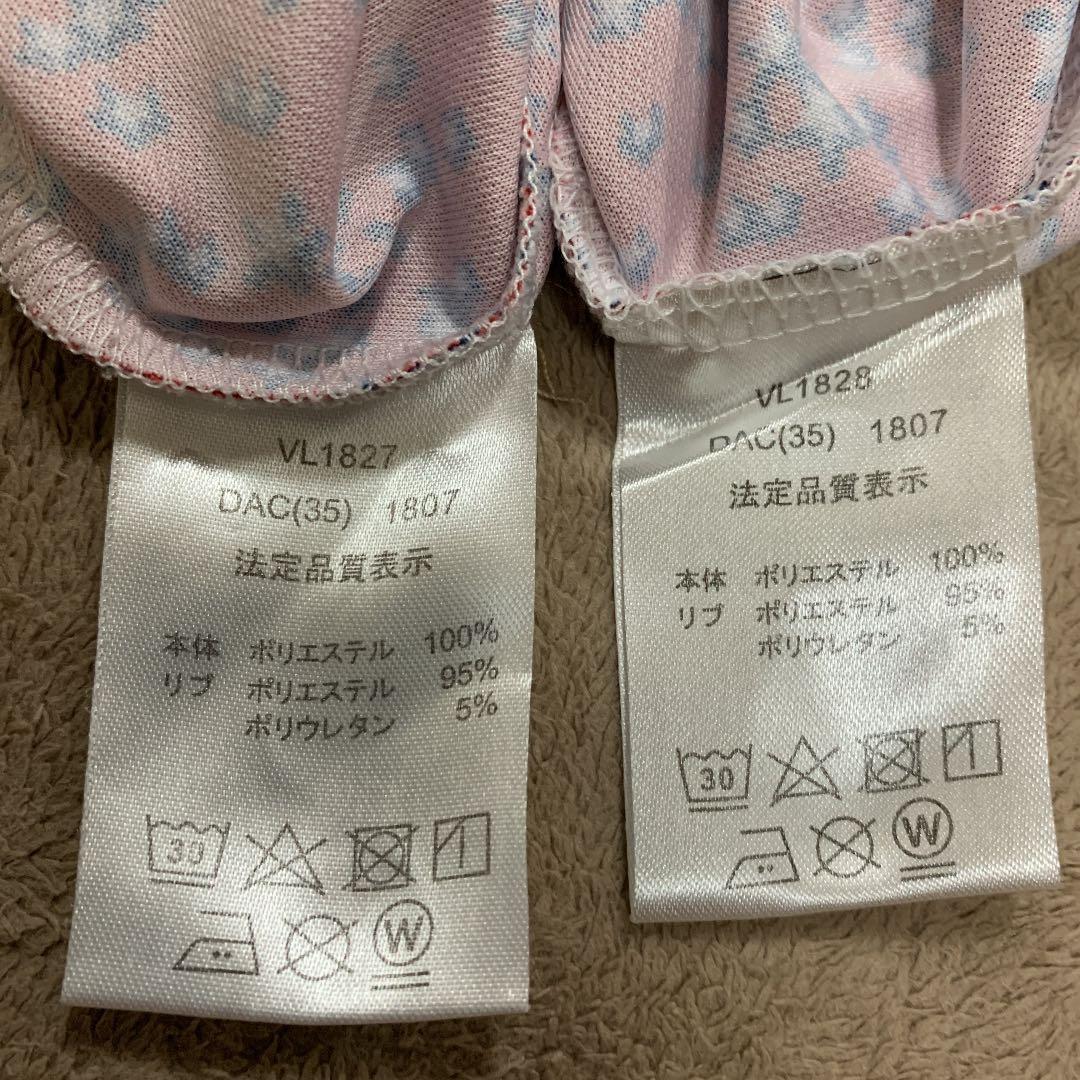 VL1827
DAC(35) 1807
法定品質表示
本体 ポリエステル 100%
リブ ポリエステル 95%
ポリウレタン 5%
30
W
VL1828
DAC(35) 1807
法定品質表示
本体 ポリエステル 100%
リブ ポリエステル 95%
ポリウレタン 5%
30
W